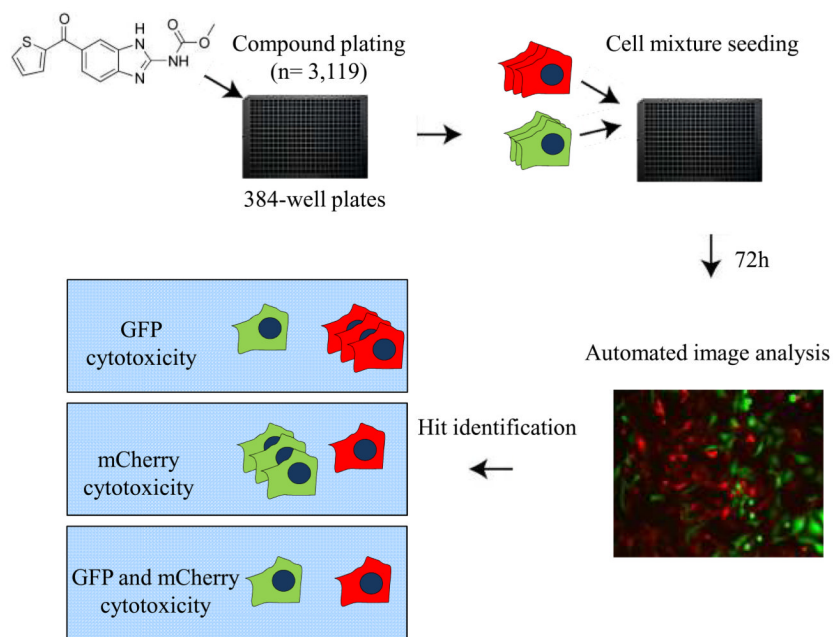 S
O
H
N
N
NH
O
O
Compound plating
(n= 3,119)
384-well plates
Cell mixture seeding
72h
Automated image analysis
Hit identification
GFP
cytotoxicity
mCherry
cytotoxicity
GFP and mCherry
cytotoxicity